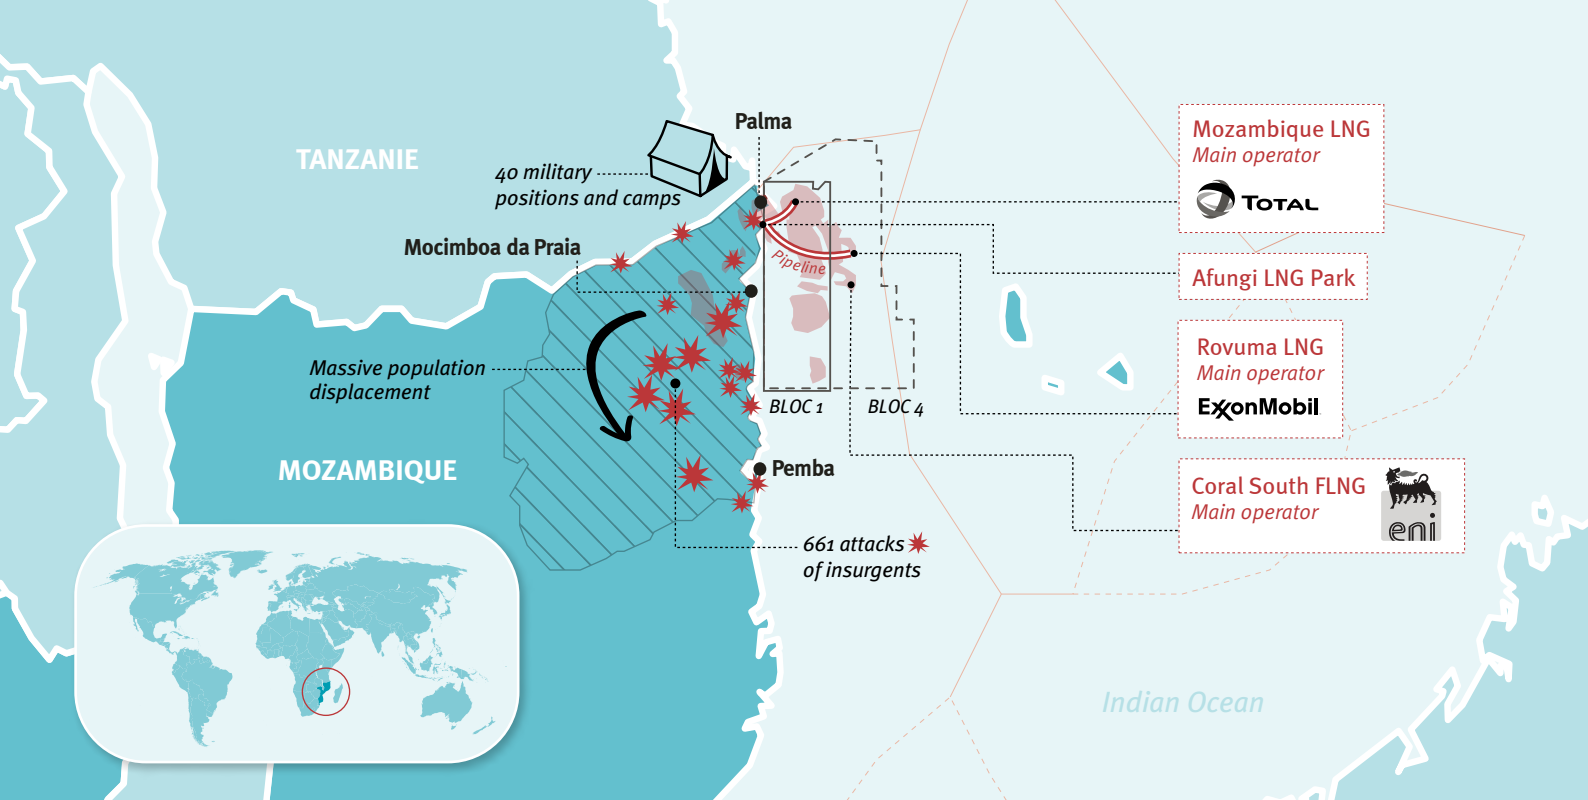 TANZANIE
40 military
positions and camps
Palma
Mocimboa da Praia
Massive population
displacement
MOZAMBIQUE
Pipeline
BLOC 1
BLOC 4
Pemba
661 attacks
of insurgents
Mozambique LNG
Main operator
TOTAL
Afungi LNG Park
Rovuma LNG
Main operator
ExxonMobil
Coral South FLNG
Main operator
eni
Indian Ocean